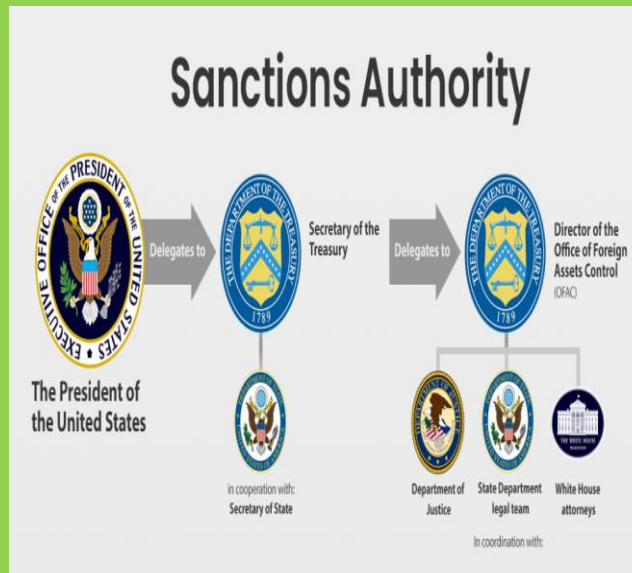 Sanctions Authority
EXECUTIVE OFFICE OF THE PRESIDENT OF THE UNITED STATES
The President of
the United States
Delegates to
THE DEPARTMENT OF THE TREASURY
1789
Secretary of the
Treasury
in cooperation with:
Secretary of State
Delegates to
THE DEPARTMENT OF THE TREASURY
1789
Director of the
Office of Foreign
Assets Control
(OFAC)
Department of
Justice
State Department
legal team
THE WHITE HOUSE
White House
attorneys
In coordination with: